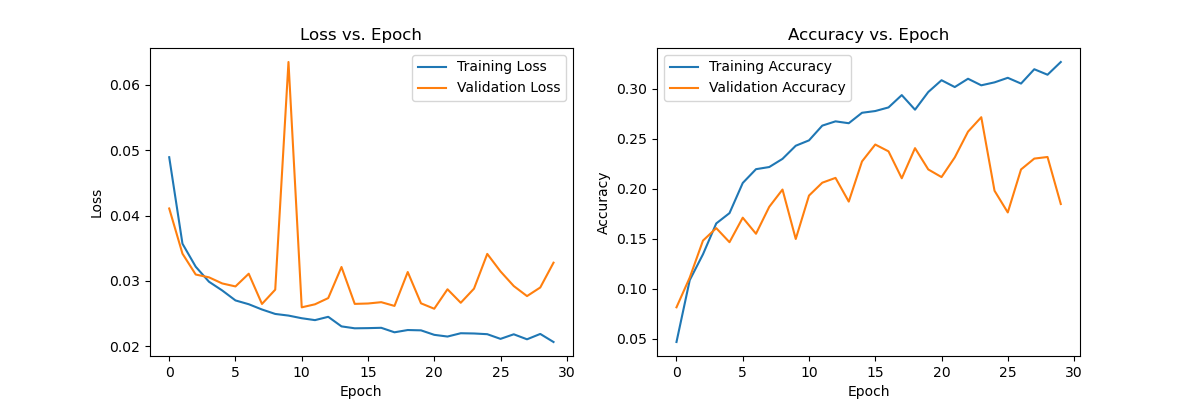 Loss vs. Epoch
Training Loss
Validation Loss
0.06
0.05
0.04
0.03
0.02
Loss
0 5 10 15 20 25 30
Epoch
Accuracy vs. Epoch
Training Accuracy
Validation Accuracy
0.30
0.25
0.20
0.15
0.10
0.05
Accuracy
0 5 10 15 20 25 30
Epoch